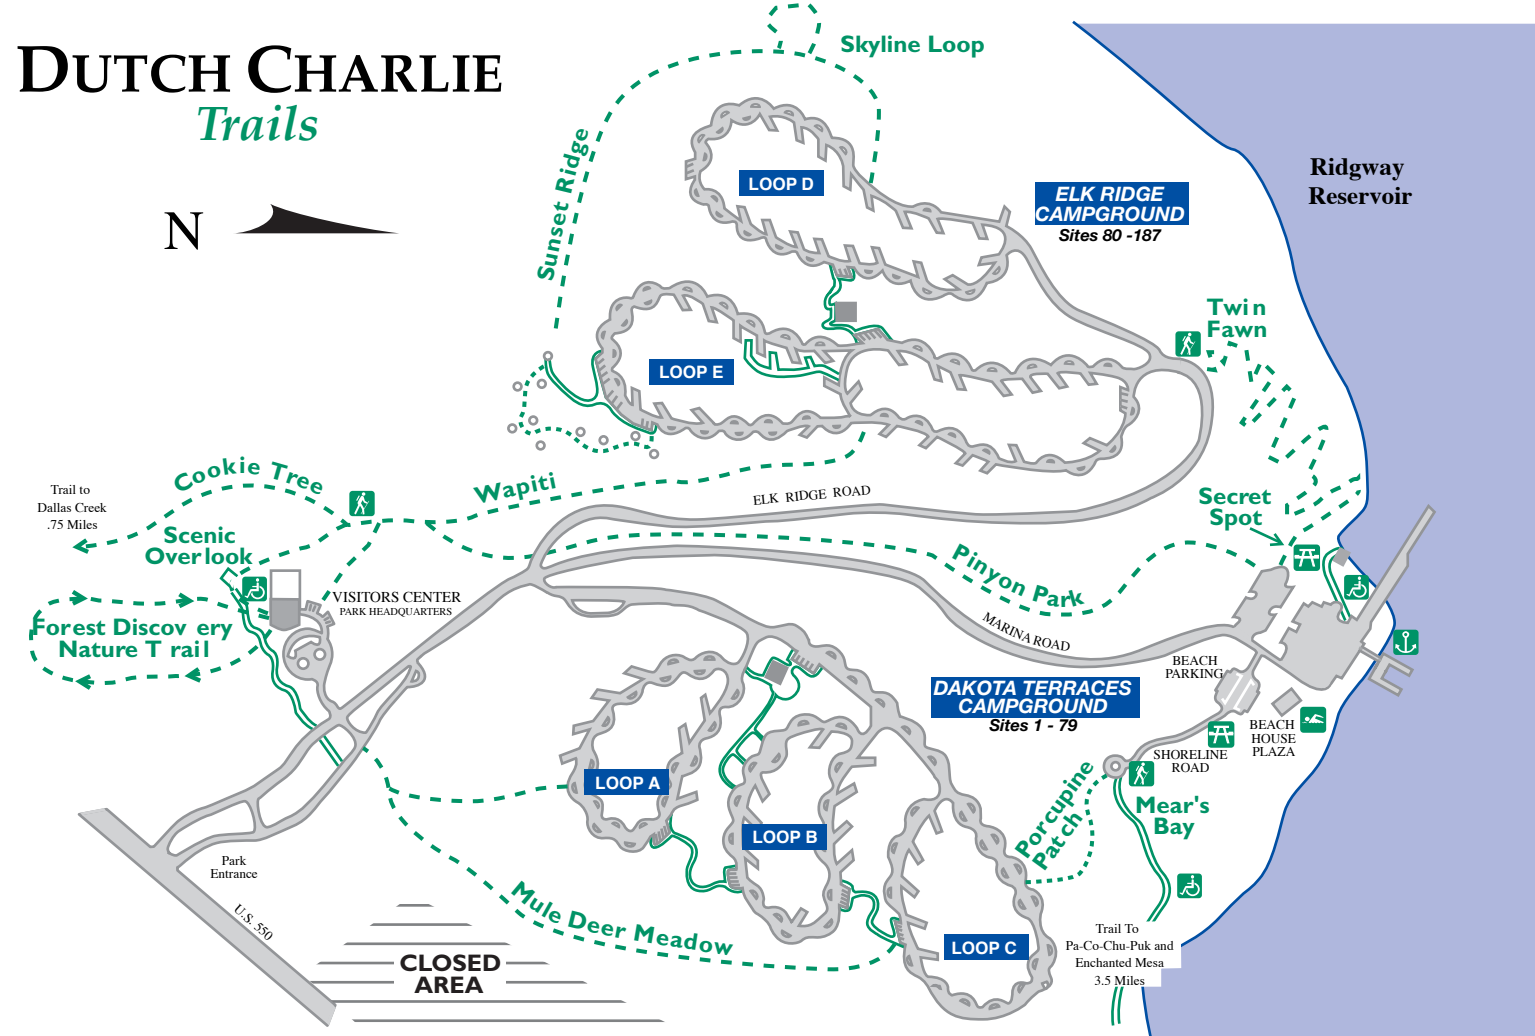 DUTCH CHARLIE
Trails
N
Skyline Loop
Sunset Ridge
LOOP D
ELK RIDGE
CAMPGROUND
Sites 80 -187
Ridgway
Reservoir
LOOP E
Twin
Fawn
Cookie Tree
Trail to
Dallas Creek
.75 Miles
Wapiti
ELK RIDGE ROAD
Secret
Spot
Scenic
Overlook
VISITORS CENTER
PARK HEADQUARTERS
Forest Discovery
Nature Trail
Pinyon Park
MARINA ROAD
BEACH
PARKING
DAKOTA TERRACES
CAMPGROUND
Sites 1 - 79
BEACH
HOUSE
PLAZA
SHORELINE
ROAD
LOOP A
LOOP B
LOOP C
Porcupine
Patch
Mear's
Bay
Park
Entrance
U.S. 550
Mule Deer Meadow
CLOSED
AREA
Trail To
Pa-Co-Chu-Puk and
Enchanted Mesa
3.5 Miles